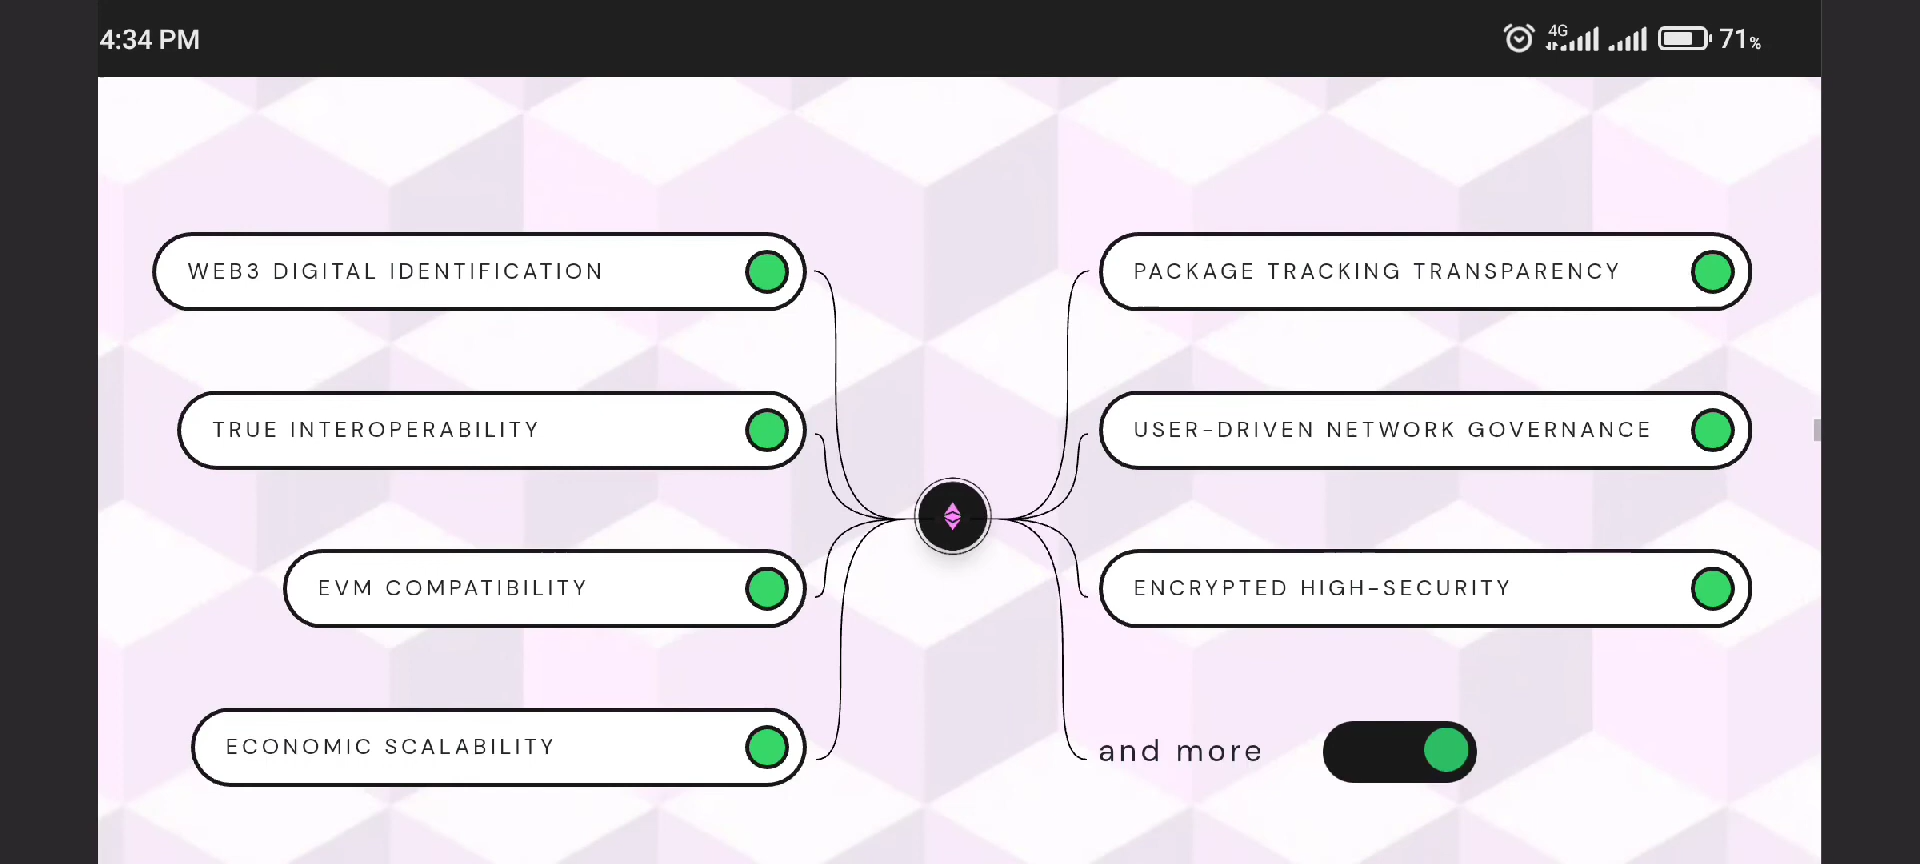 4:34 PM
4G
71%
WEB3 DIGITAL IDENTIFICATION
TRUE INTEROPERABILITY
EVM COMPATIBILITY
ECONOMIC SCALABILITY
PACKAGE TRACKING TRANSPARENCY
USER-DRIVEN NETWORK GOVERNANCE
ENCRYPTED HIGH-SECURITY
and more